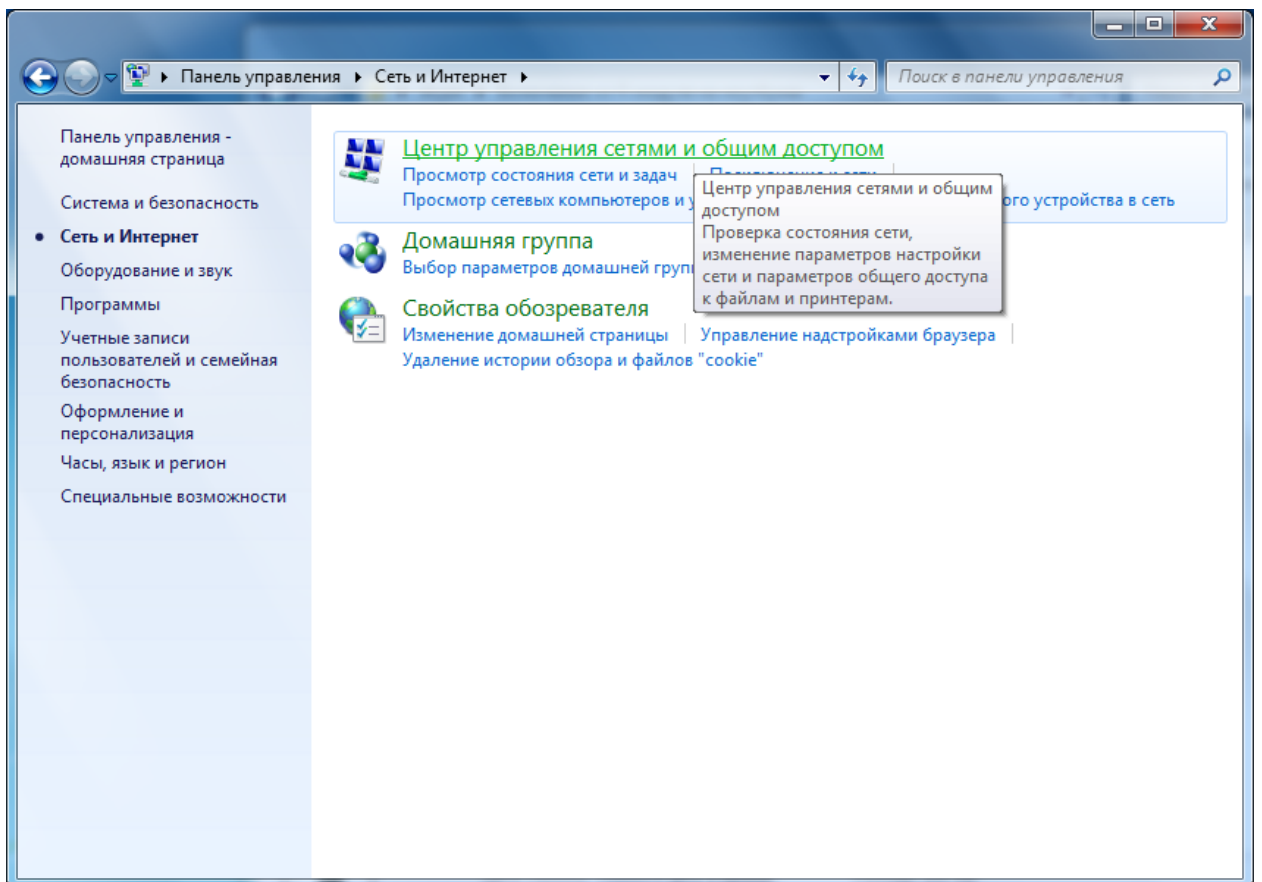 Панель управления ▸ Сеть и Интернет ▸
Поиск в панели управления
Панель управления -
домашняя страница
Система и безопасность
Сеть и Интернет
Оборудование и звук
Программы
Учетные записи
пользователей и семейная
безопасность
Оформление и
персонализация
Часы, язык и регион
Специальные возможности
Центр управления сетями и общим доступом
Просмотр состояния сети и задач
Просмотр сетевых компьютеров и
устройства в сеть
Центр управления сетями и общим
доступом
Проверка состояния сети,
изменение параметров настройки
сети и параметров общего доступа
к файлам и принтерам.
Домашняя группа
Выбор параметров домашней
Свойства обозревателя
Изменение домашней страницы
Управление надстройками браузера
Удаление истории обзора и файлов "cookie"